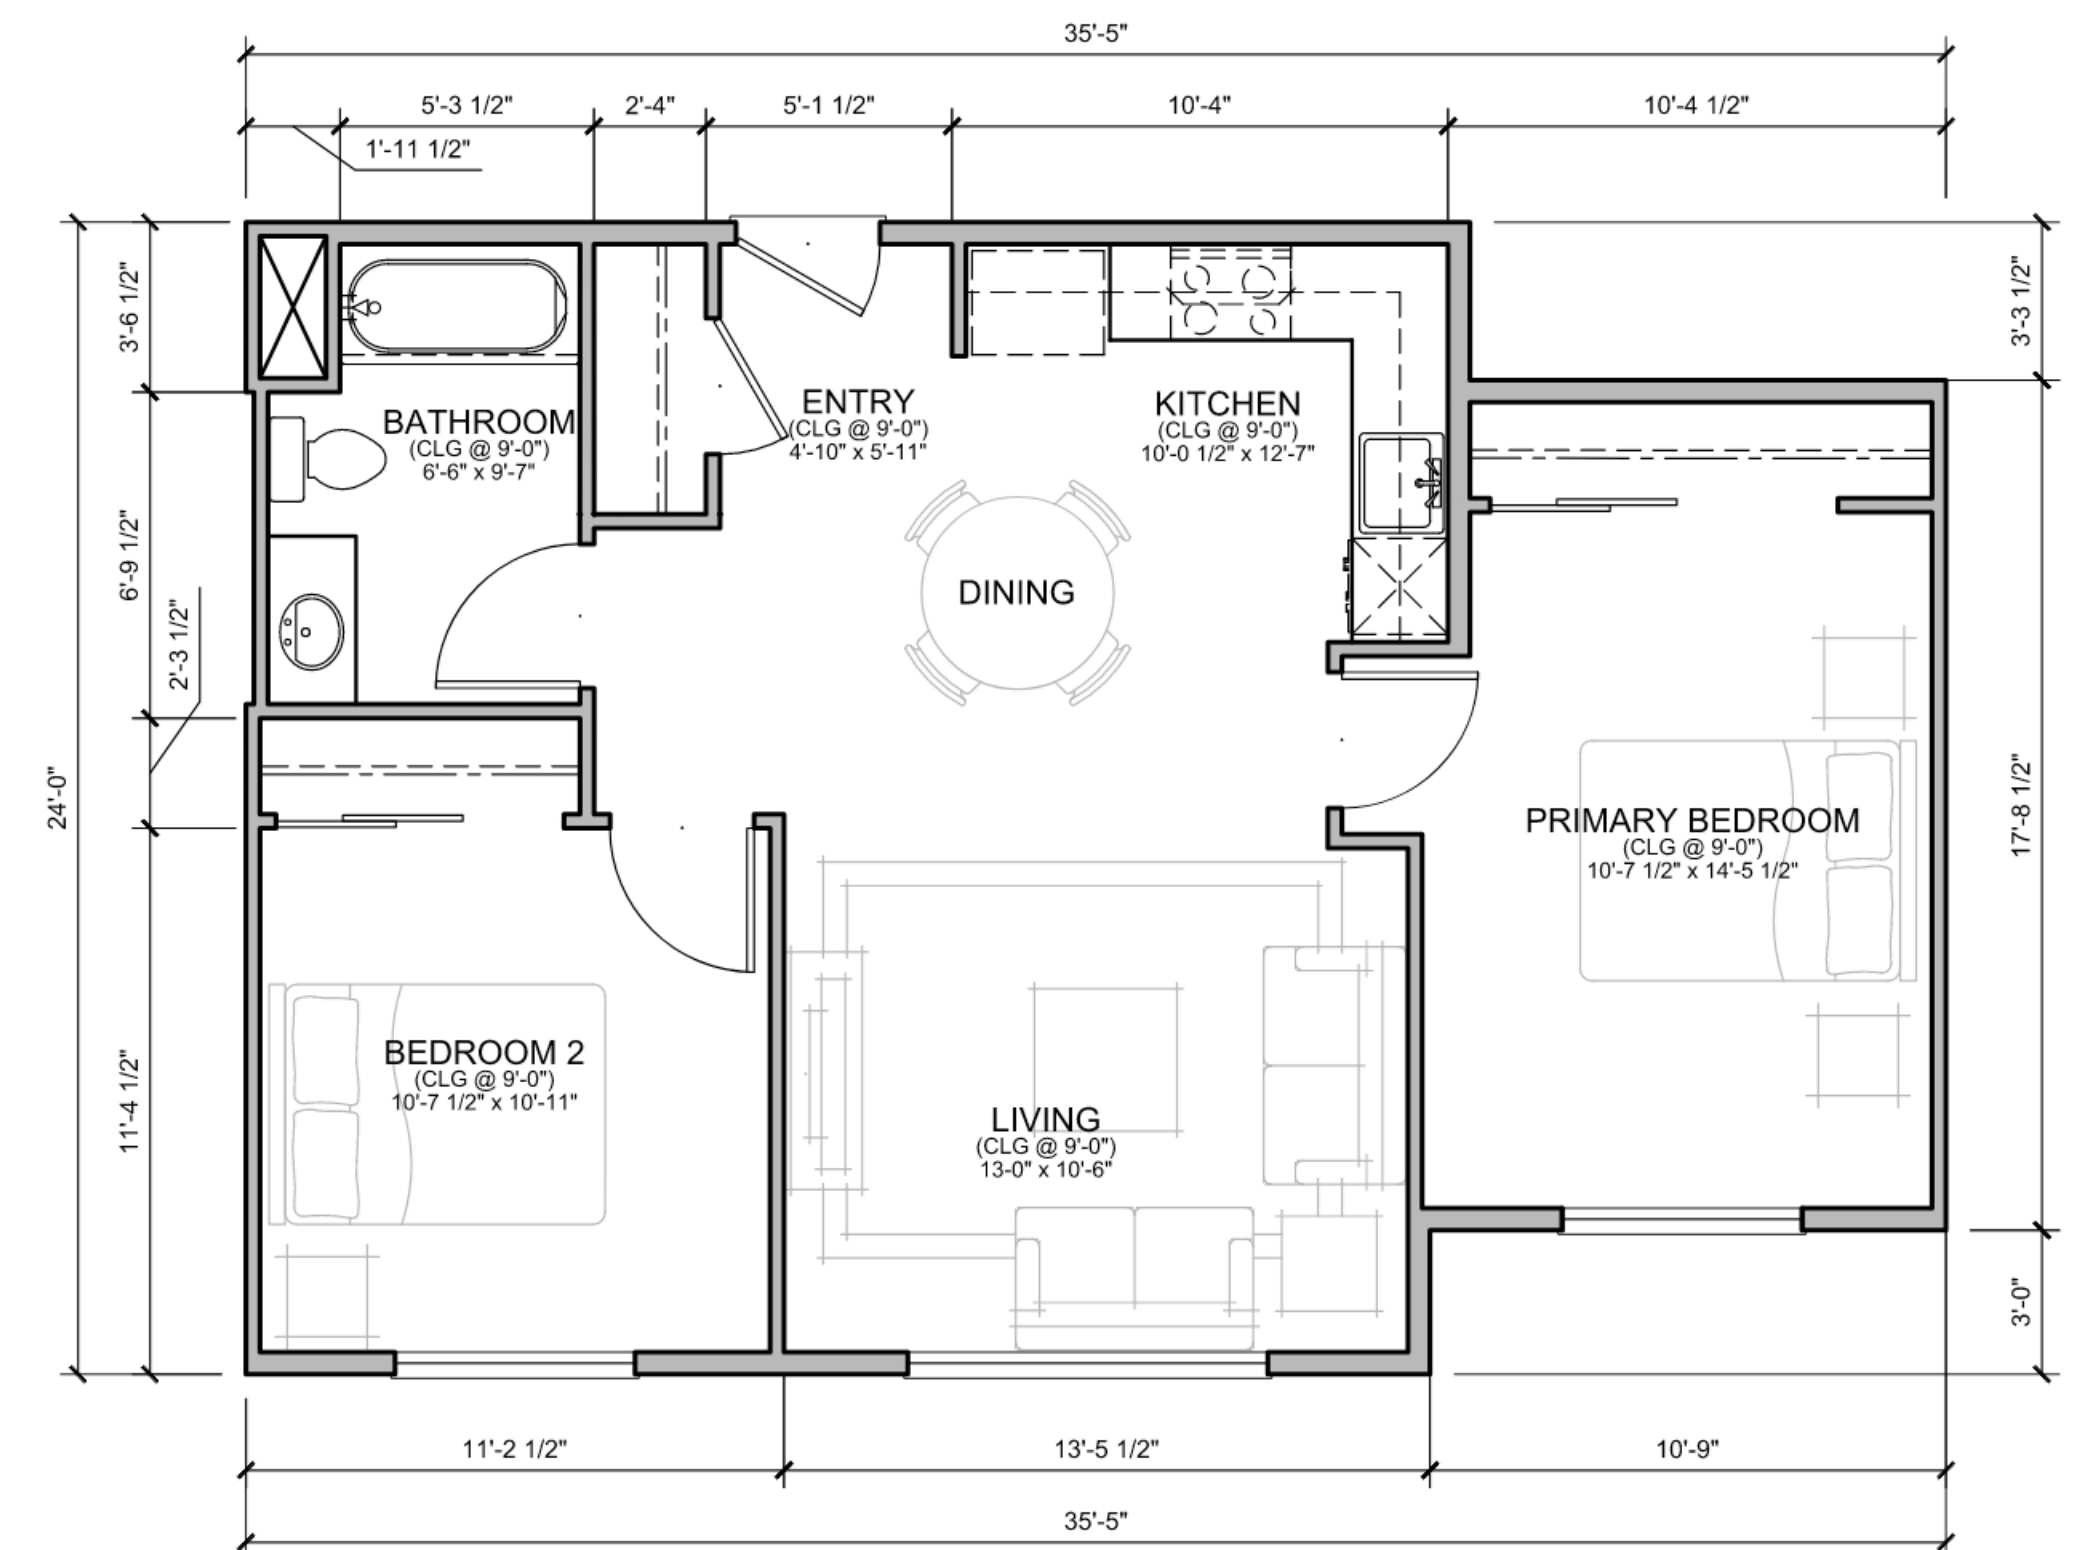 35'-5"
5'-3 1/2"
2'-4"
5'-1 1/2"
10'-4"
10'-4 1/2"
1'-11 1/2"
3'-6 1/2"
3'-3 1/2"
BATHROOM
(CLG @ 9'-0")
6'-6" x 9'-7"
ENTRY
(CLG @ 9'-0")
4'-10" x 5'-11"
KITCHEN
(CLG @ 9'-0")
10'-0 1/2" x 12'-7"
6'-9 1/2"
2'-3 1/2"
DINING
24'-0"
17'-8 1/2"
PRIMARY BEDROOM
(CLG @ 9'-0")
10'-7 1/2" x 14'-5 1/2"
11'-4 1/2"
BEDROOM 2
(CLG @ 9'-0")
10'-7 1/2" x 10'-11"
LIVING
(CLG @ 9'-0")
13-0" x 10'-6"
3'-0"
11'-2 1/2"
13'-5 1/2"
10'-9"
35'-5"